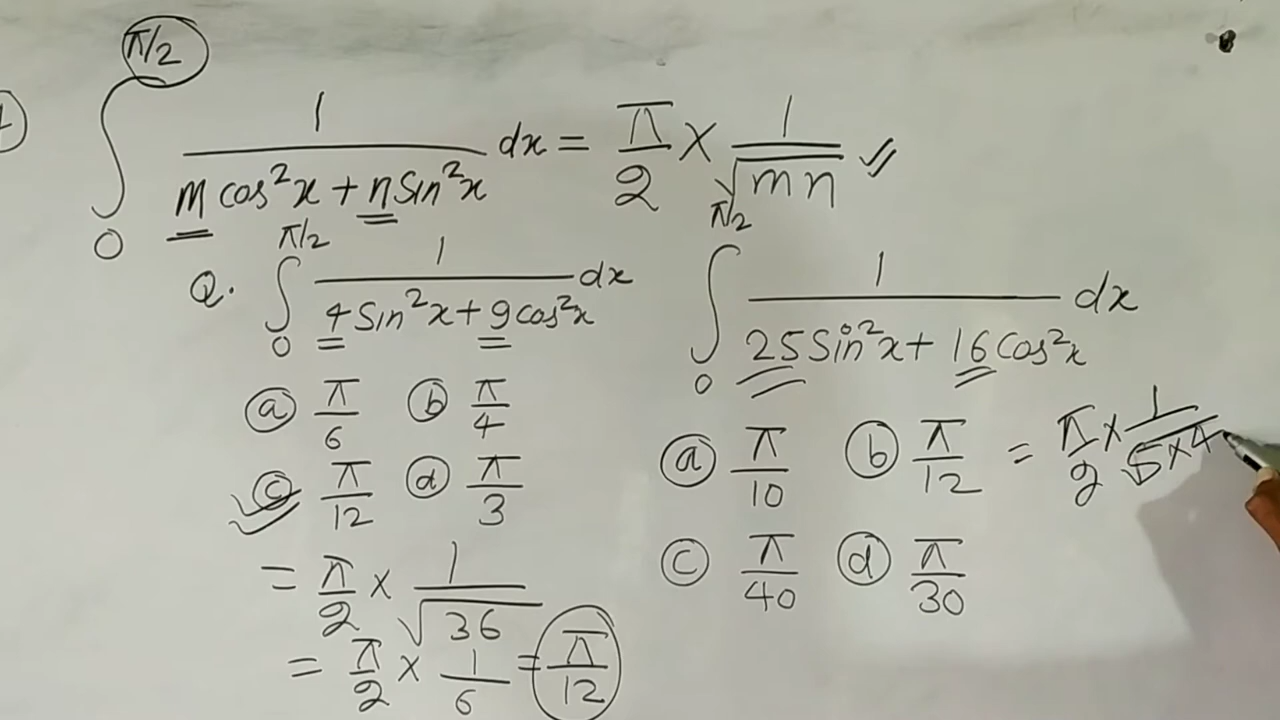 ∫₀^(π/2) 1/(m cos²x + n sin²x) dx = π/2 × 1/√(mn)
Q. ∫₀^(π/2) 1/(4 Sin²x + 9 cos²x) dx
(a) π/6 (b) π/4
(c) π/12 (d) π/3
= π/2 × 1/√36
= π/2 × 1/6 = π/12
∫₀^(π/2) 1/(25 Sin²x + 16 Cos²x) dx
(a) π/10 (b) π/12 = π/2 × 1/√5×4
(c) π/40 (d) π/30